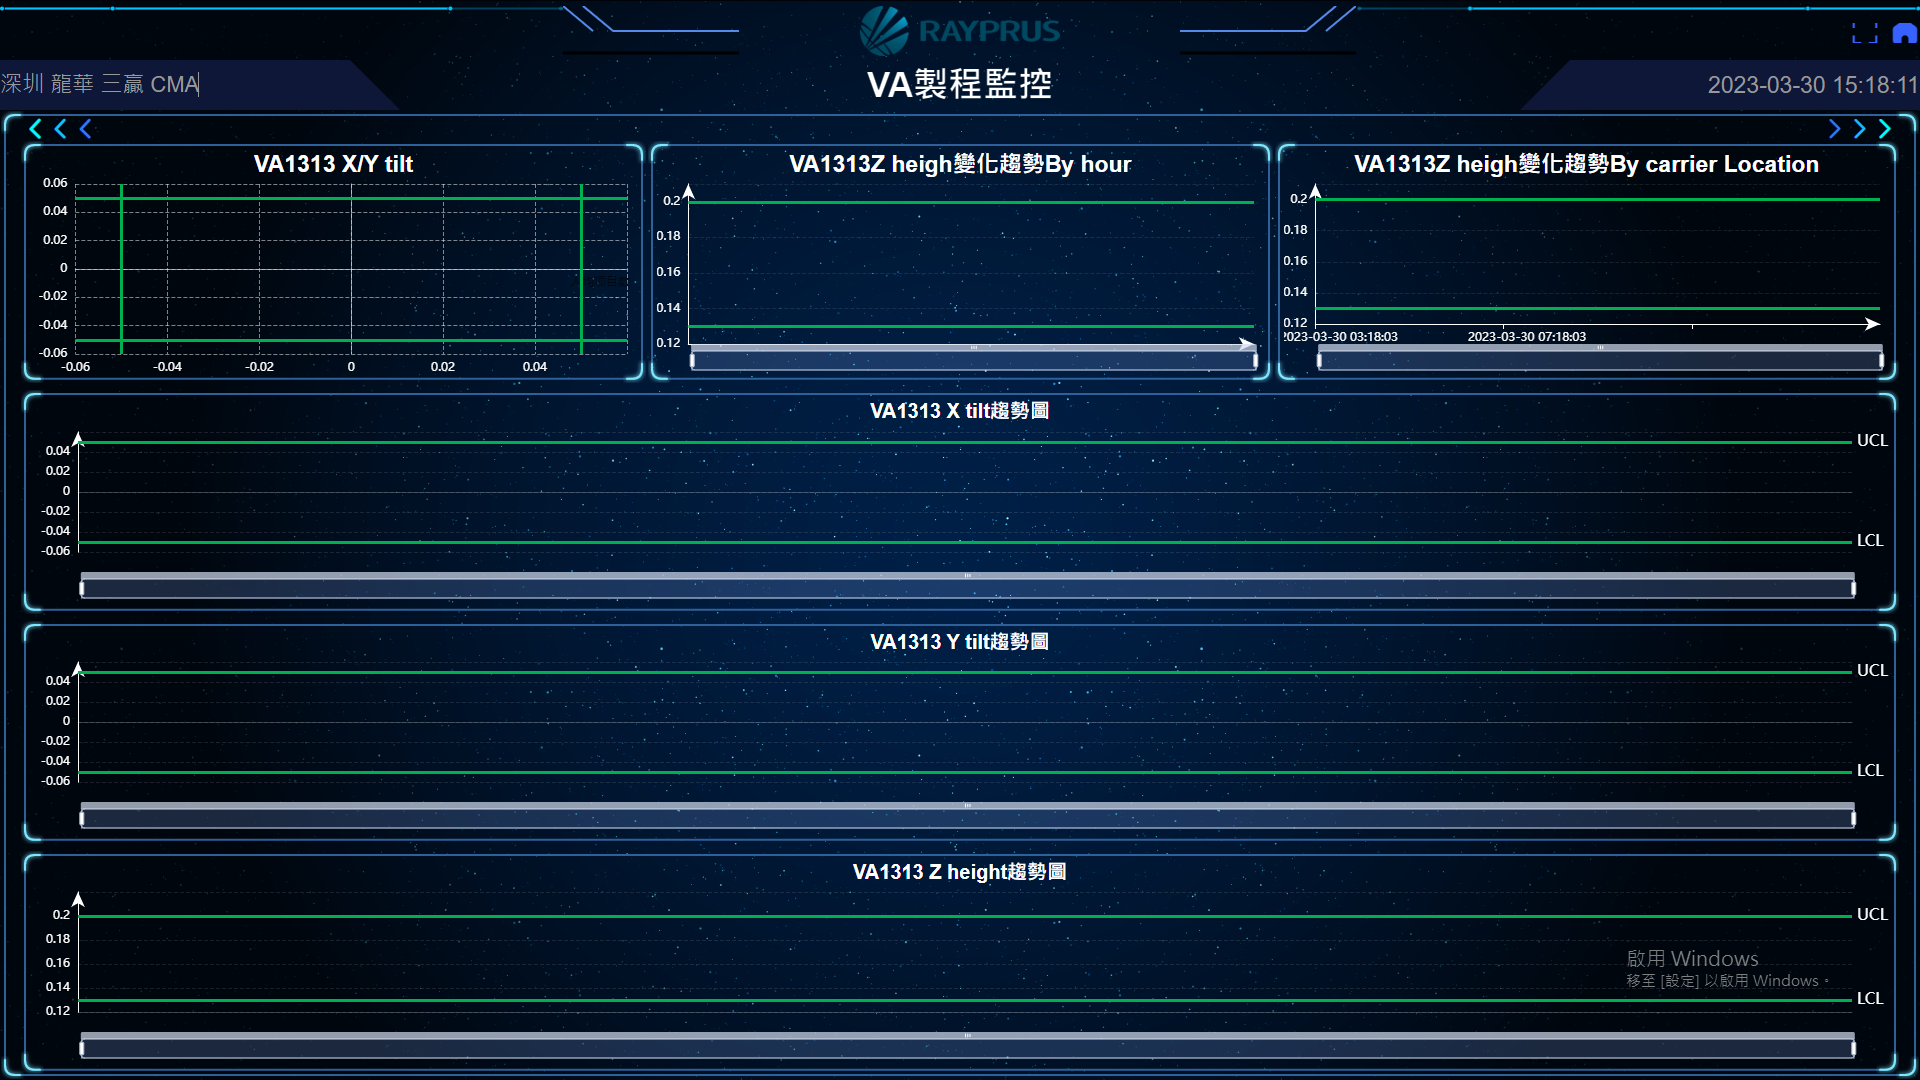 RAYPRUS
深圳 龍華 三贏 CMA
VA製程監控
2023-03-30 15:18:11
VA1313 X/Y tilt
0.06
0.04
0.02
0
-0.02
-0.04
-0.06
-0.06 -0.04 -0.02 0 0.02 0.04
VA1313Z heigh變化趨勢By hour
0.2
0.18
0.16
0.14
0.12
VA1313Z heigh變化趨勢By carrier Location
0.2
0.18
0.16
0.14
0.12
2023-03-30 03:18:03 2023-03-30 07:18:03
VA1313 X tilt趨勢圖
UCL
0.04
0.02
0
-0.02
-0.04
-0.06
LCL
VA1313 Y tilt趨勢圖
UCL
0.04
0.02
0
-0.02
-0.04
-0.06
LCL
VA1313 Z height趨勢圖
UCL
0.2
0.18
0.16
0.14
0.12
LCL
啟用 Windows
移至 [設定] 以啟用 Windows。